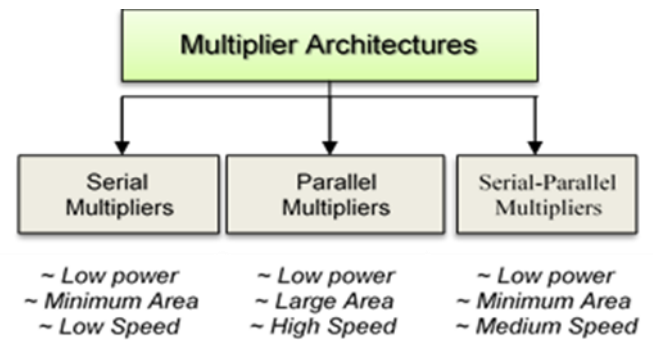 Multiplier Architectures
Serial
Multipliers
Parallel
Multipliers
Serial-Parallel
Multipliers
~ Low power
~ Minimum Area
~ Low Speed
~ Low power
~ Large Area
~ High Speed
~ Low power
~ Minimum Area
~ Medium Speed